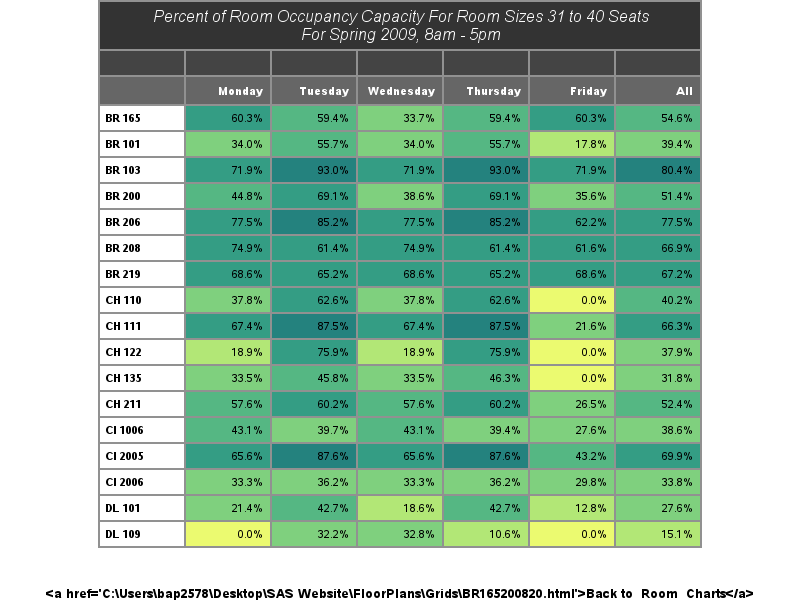 Percent of Room Occupancy Capacity For Room Sizes 31 to 40 Seats
For Spring 2009, 8am - 5pm
Monday Tuesday Wednesday Thursday Friday All
BR 165 60.3% 59.4% 33.7% 59.4% 60.3% 54.6%
BR 101 34.0% 55.7% 34.0% 55.7% 17.8% 39.4%
BR 103 71.9% 93.0% 71.9% 93.0% 71.9% 80.4%
BR 200 44.8% 69.1% 38.6% 69.1% 35.6% 51.4%
BR 206 77.5% 85.2% 77.5% 85.2% 62.2% 77.5%
BR 208 74.9% 61.4% 74.9% 61.4% 61.6% 66.9%
BR 219 68.6% 65.2% 68.6% 65.2% 68.6% 67.2%
CH 110 37.8% 62.6% 37.8% 62.6% 0.0% 40.2%
CH 111 67.4% 87.5% 67.4% 87.5% 21.6% 66.3%
CH 122 18.9% 75.9% 18.9% 75.9% 0.0% 37.9%
CH 135 33.5% 45.8% 33.5% 46.3% 0.0% 31.8%
CH 211 57.6% 60.2% 57.6% 60.2% 26.5% 52.4%
CI 1006 43.1% 39.7% 43.1% 39.4% 27.6% 38.6%
CI 2005 65.6% 87.6% 65.6% 87.6% 43.2% 69.9%
CI 2006 33.3% 36.2% 33.3% 36.2% 29.8% 33.8%
DL 101 21.4% 42.7% 18.6% 42.7% 12.8% 27.6%
DL 109 0.0% 32.2% 32.8% 10.6% 0.0% 15.1%
<a href='C:\Users\bap2578\Desktop\SAS Website\FloorPlans\Grids\BR165200820.html'>Back to Room Charts</a>